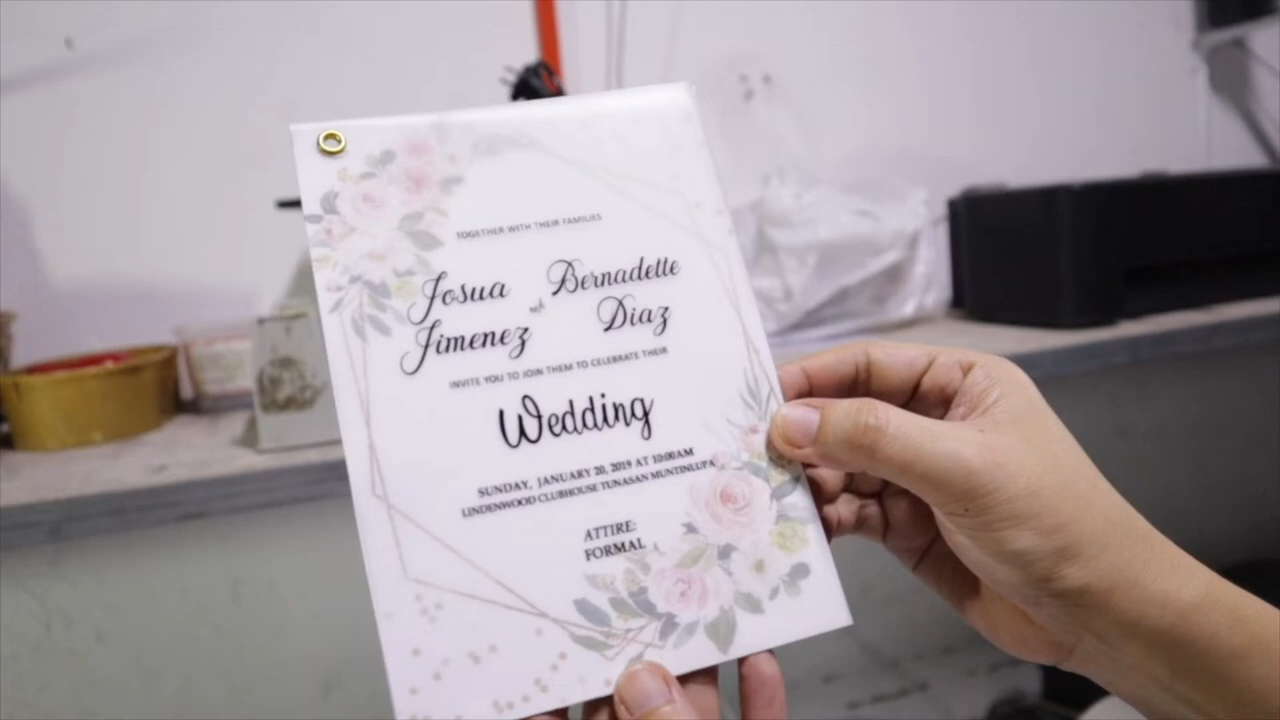 TOGETHER WITH THEIR FAMILIES
Josua Jimenez and Bernadette Diaz
INVITE YOU TO JOIN THEM TO CELEBRATE THEIR
Wedding
SUNDAY, JANUARY 20, 2019 AT 10:00AM
LINDENWOOD CLUBHOUSE TUNASAN MUNTINLUPA
ATTIRE:
FORMAL